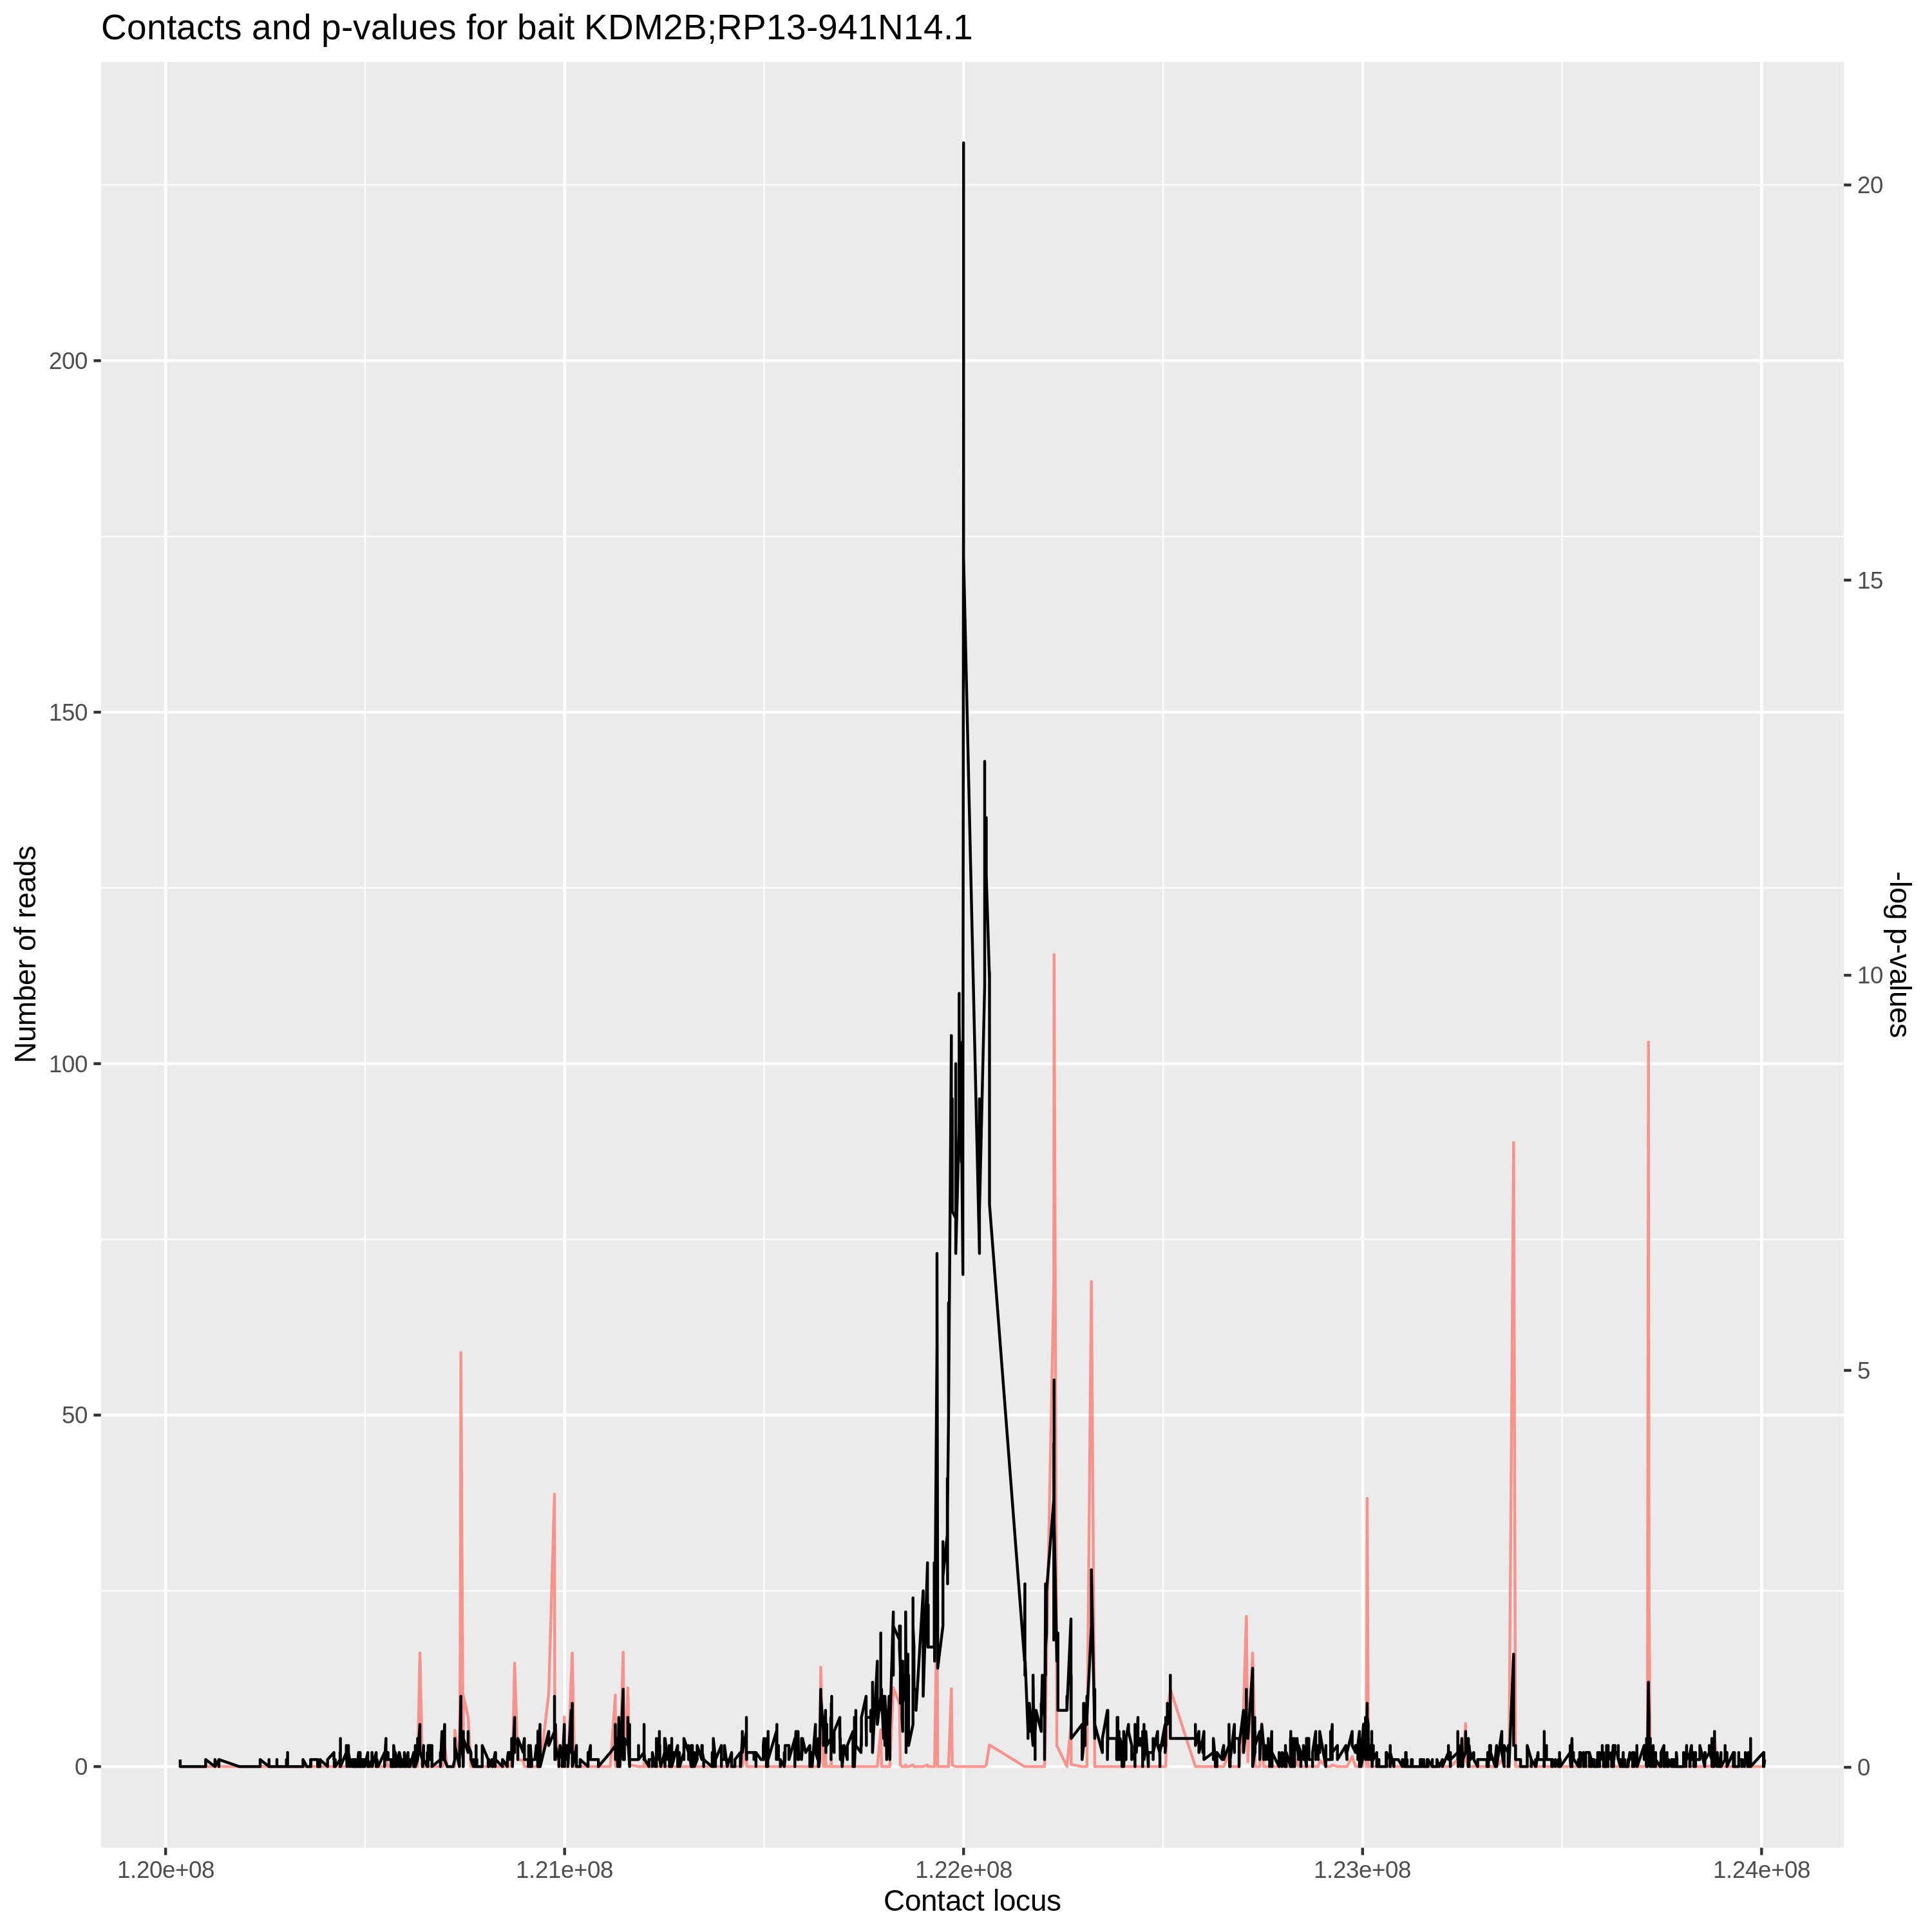 Contacts and p-values for bait KDM2B;RP13-941N14.1
Number of reads
200
150
100
50
0
20
15
10
5
0
-log p-values
1.20e+08
1.21e+08
1.22e+08
1.23e+08
1.24e+08
Contact locus